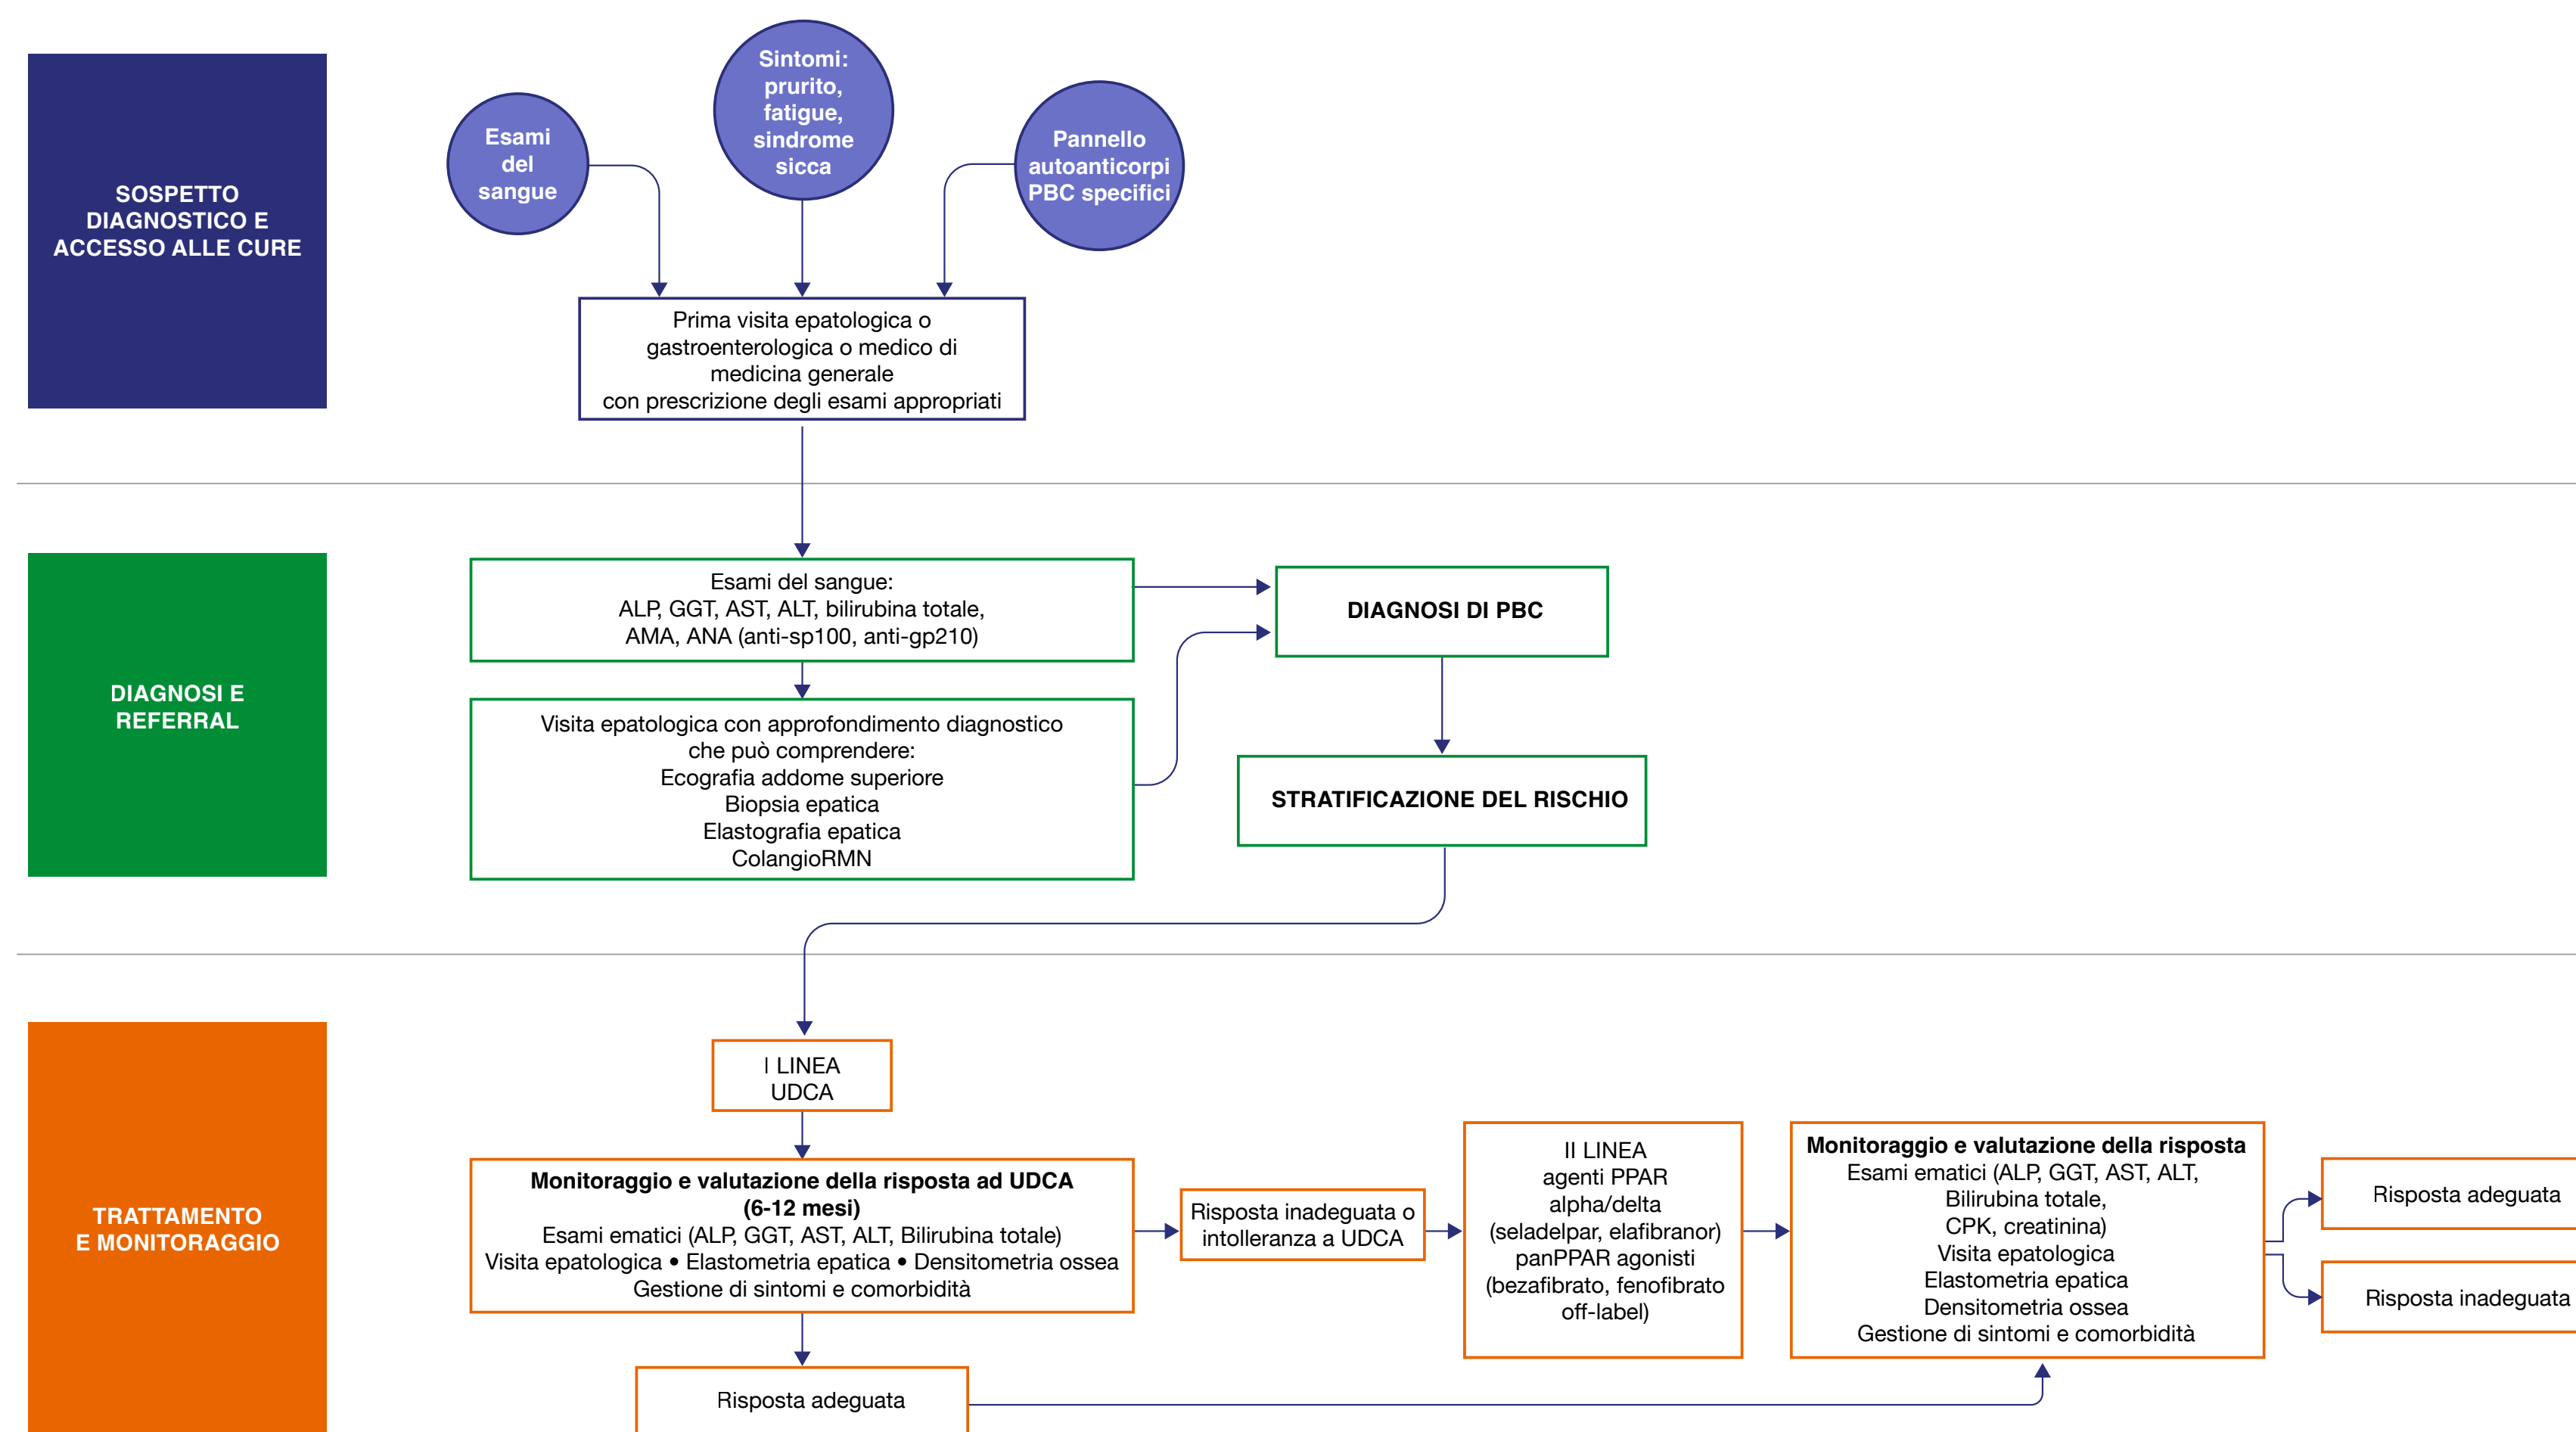 SOSPETTO
DIAGNOSTICO E
ACCESSO ALLE CURE
Esami
del
sangue
Sintomi:
prurito,
fatigue,
sindrome
sicca
Pannello
autoanticorpi
PBC specifici
Prima visita epatologica o
gastroenterologica o medico di
medicina generale
con prescrizione degli esami appropriati
DIAGNOSI E
REFERRAL
Esami del sangue:
ALP, GGT, AST, ALT, bilirubina totale,
AMA, ANA (anti-sp100, anti-gp210)
DIAGNOSI DI PBC
Visita epatologica con approfondimento diagnostico
che può comprendere:
Ecografia addome superiore
Biopsia epatica
Elastografia epatica
ColangioRMN
STRATIFICAZIONE DEL RISCHIO
TRATTAMENTO
E MONITORAGGIO
I LINEA
UDCA
Monitoraggio e valutazione della risposta ad UDCA
(6-12 mesi)
Esami ematici (ALP, GGT, AST, ALT, Bilirubina totale)
Visita epatologica • Elastometria epatica • Densitometria ossea
Gestione di sintomi e comorbidità
Risposta inadeguata o
intolleranza a UDCA
II LINEA
agenti PPAR
alpha/delta
(seladelpar, elafibranor)
panPPAR agonisti
(bezafibrato, fenofibrato
off-label)
Monitoraggio e valutazione della risposta
Esami ematici (ALP, GGT, AST, ALT,
Bilirubina totale,
CPK, creatinina)
Visita epatologica
Elastometria epatica
Densitometria ossea
Gestione di sintomi e comorbidità
Risposta adeguata
Risposta inadeguata
Risposta adeguata